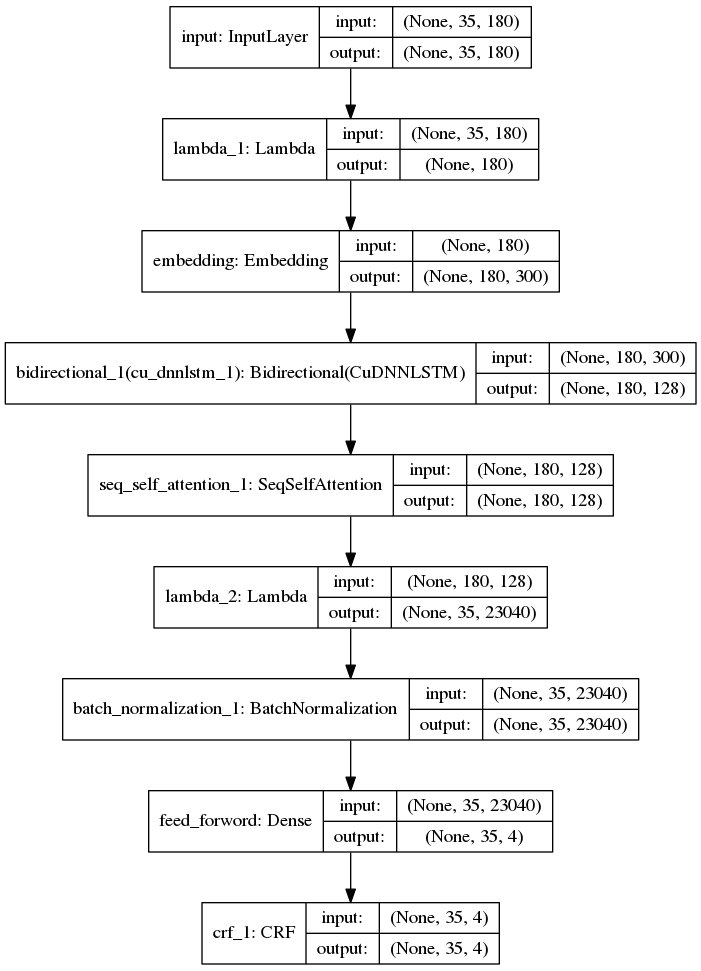 input: InputLayer
input: (None, 35, 180)
output: (None, 35, 180)
lambda_1: Lambda
input: (None, 35, 180)
output: (None, 180)
embedding: Embedding
input: (None, 180)
output: (None, 180, 300)
bidirectional_1(cu_dnnlstm_1): Bidirectional(CuDNNLSTM)
input: (None, 180, 300)
output: (None, 180, 128)
seq_self_attention_1: SeqSelfAttention
input: (None, 180, 128)
output: (None, 180, 128)
lambda_2: Lambda
input: (None, 180, 128)
output: (None, 35, 23040)
batch_normalization_1: BatchNormalization
input: (None, 35, 23040)
output: (None, 35, 23040)
feed_forword: Dense
input: (None, 35, 23040)
output: (None, 35, 4)
crf_1: CRF
input: (None, 35, 4)
output: (None, 35, 4)